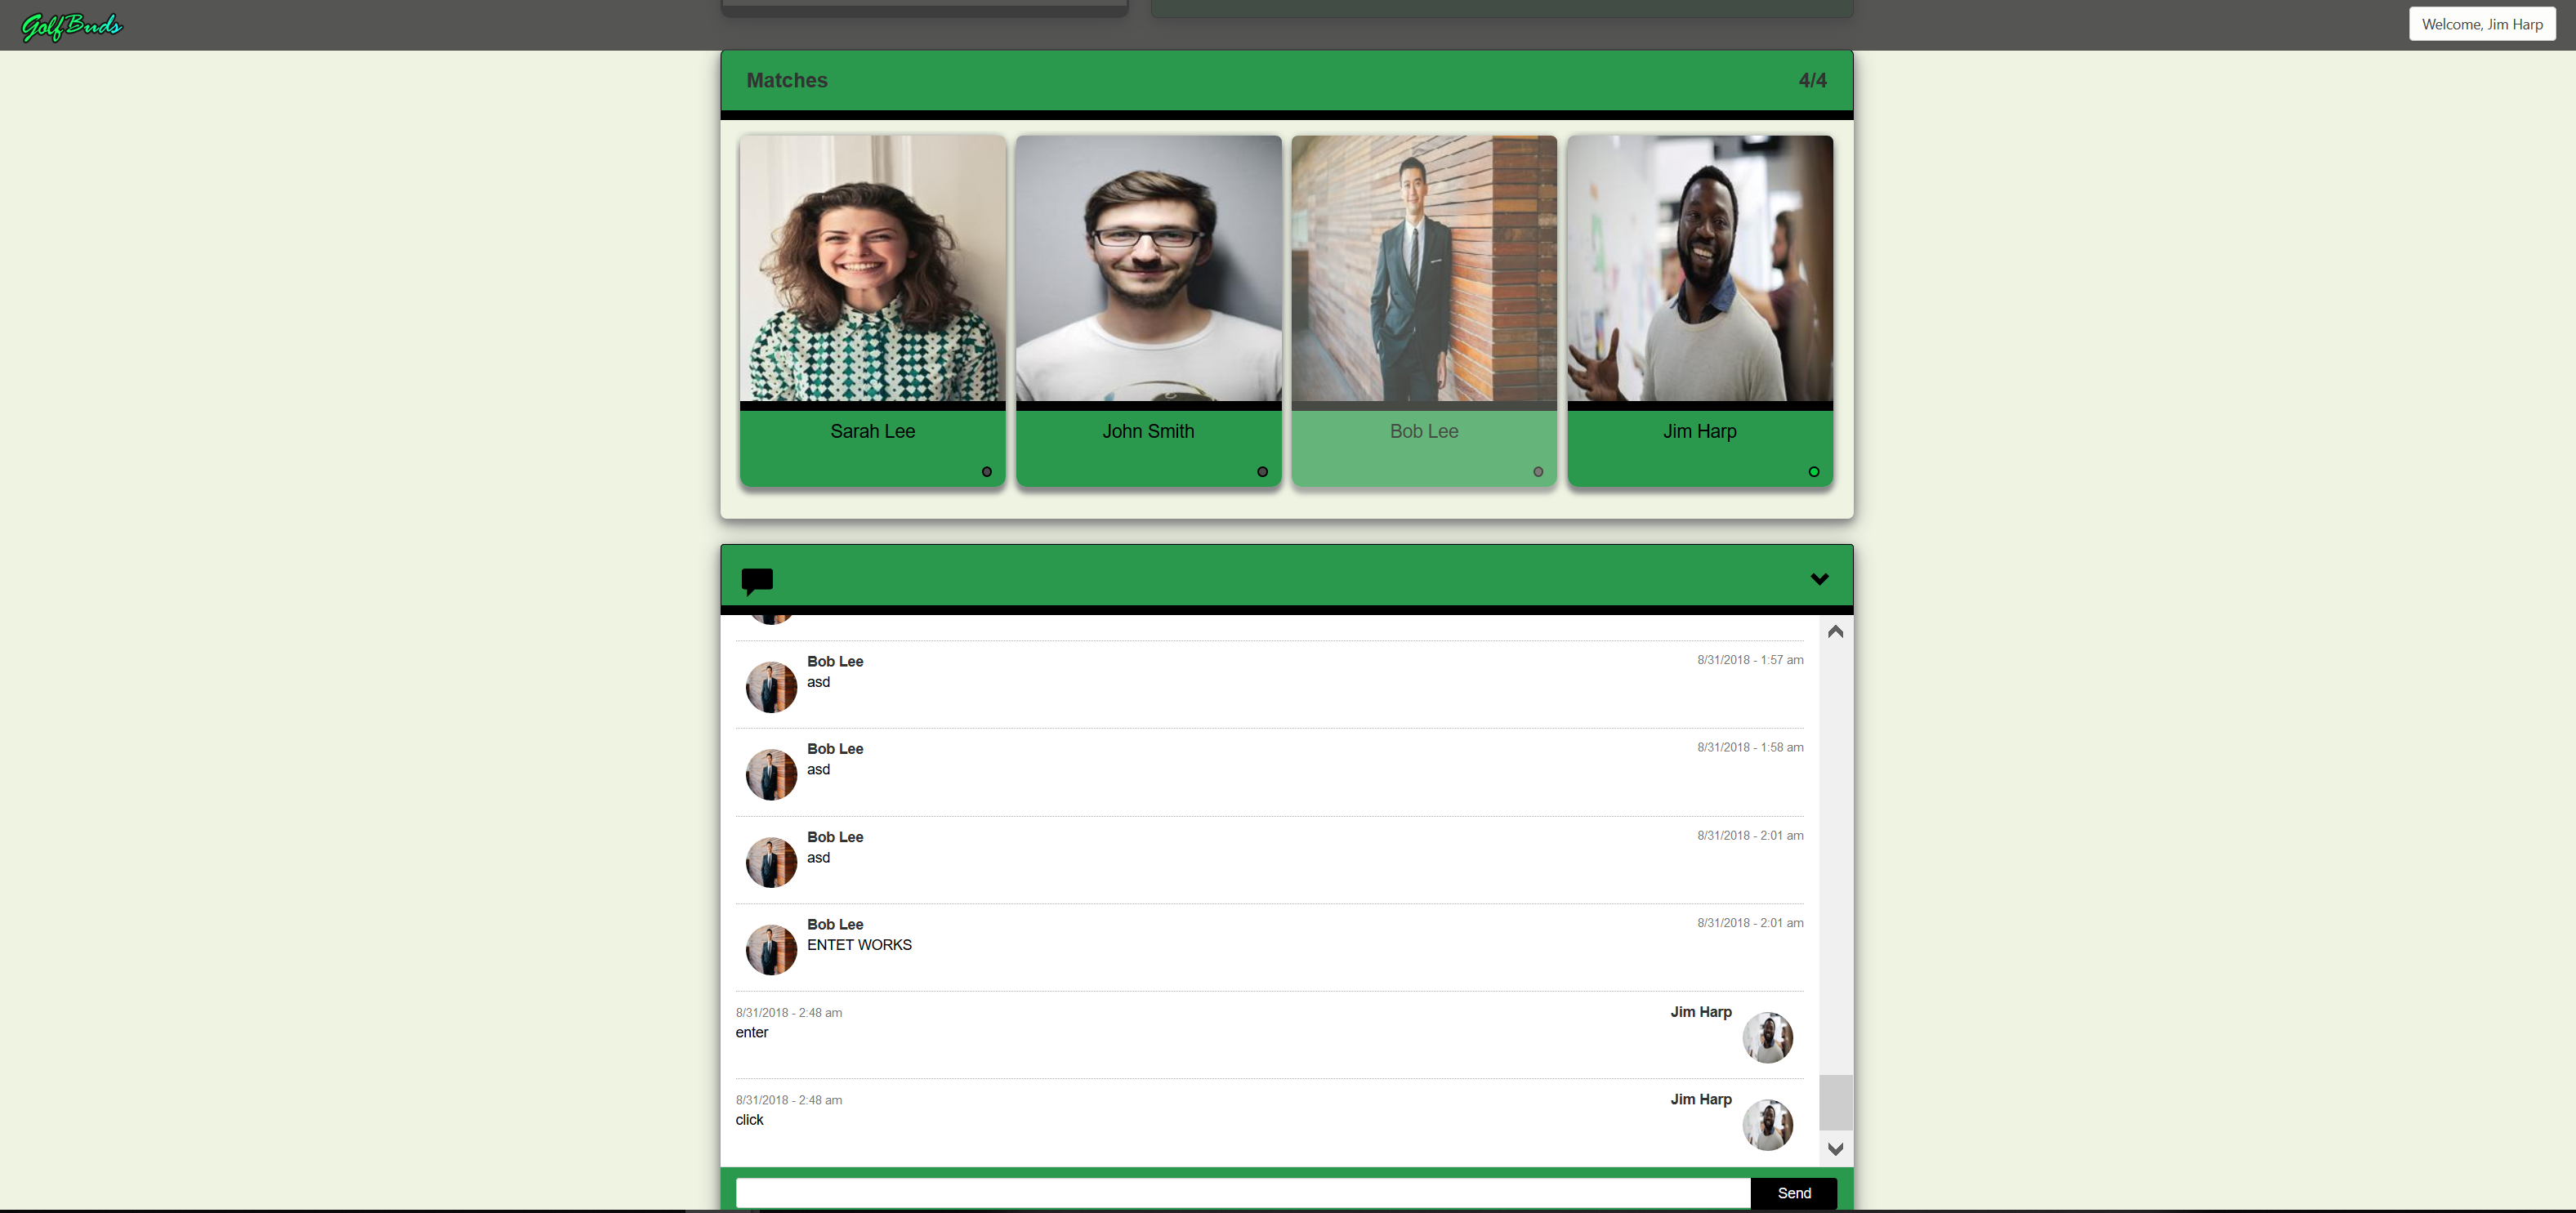 GolfBuds
Welcome, Jim Harp
Matches
4/4
Sarah Lee
John Smith
Bob Lee
Jim Harp
Bob Lee
8/31/2018 - 1:57 am
asd
Bob Lee
8/31/2018 - 1:58 am
asd
Bob Lee
8/31/2018 - 2:01 am
asd
Bob Lee
8/31/2018 - 2:01 am
ENTET WORKS
8/31/2018 - 2:48 am
Jim Harp
enter
8/31/2018 - 2:48 am
Jim Harp
click
Send